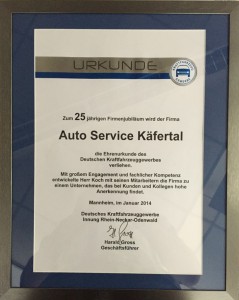 URKUNDE
Zum 25 jährigen Firmenjubiläum wird der Firma
Auto Service Käfertal
die Ehrenurkunde des
Deutschen Kraftfahrzeuggewerbes
verliehen.
Mit großem Engagement und fachlicher Kompetenz
entwickelte Herr Koch mit seinen Mitarbeitern die Firma zu
einem Unternehmen, das bei Kunden und Kollegen hohe
Anerkennung findet.
Mannheim, im Januar 2014
Deutsches Kraftfahrzeuggewerbe
Innung Rhein-Neckar-Odenwald
Harald Gross
Geschäftsführer